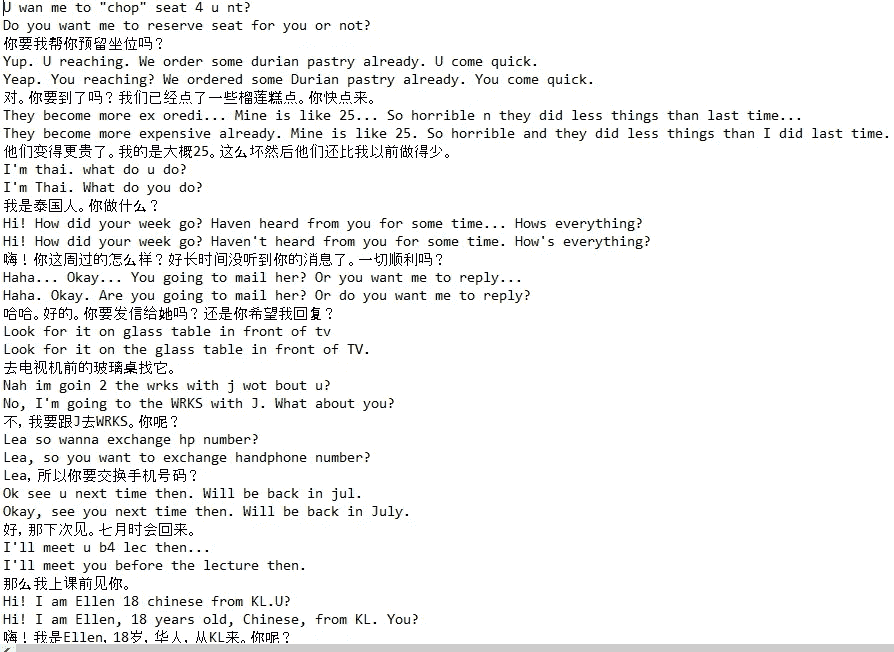 U wan me to "chop" seat 4 u nt?
Do you want me to reserve seat for you or not?
你要我帮你预留坐位吗？
Yup. U reaching. We order some durian pastry already. U come quick.
Yeap. You reaching? We ordered some Durian pastry already. You come quick.
对。你要到了吗？我们已经点了一些榴莲糕点。你快点来。
They become more ex oredi... Mine is like 25... So horrible n they did less things than last time...
They become more expensive already. Mine is like 25. So horrible and they did less things than I did last time.
他们变得更贵了。我的是大概25。这么坏然后他们还比我以前做得少。
I'm thai. what do u do?
I'm Thai. What do you do?
我是泰国人。你做什么？
Hi! How did your week go? Haven heard from you for some time... Hows everything?
Hi! How did your week go? Haven't heard from you for some time. How's everything?
嗨！你这周过的怎么样？好长时间没听到你的消息了。一切顺利吗？
Haha... Okay... You going to mail her? Or you want me to reply...
Haha. Okay. Are you going to mail her? Or do you want me to reply?
哈哈。好的。你要发信给她吗？还是你希望我回复？
Look for it on glass table in front of tv
Look for it on the glass table in front of TV.
去电视机前的玻璃桌找它。
Nah im goin 2 the wrks with j wot bout u?
No, I'm going to the WRKS with J. What about you?
不，我要跟J去WRKS。你呢？
Lea so wanna exchange hp number?
Lea, so you want to exchange handphone number?
Lea，所以你要交换手机号码？
Ok see u next time then. Will be back in jul.
Okay, see you next time then. Will be back in July.
好，那下次见。七月时会回来。
I'll meet u b4 lec then...
I'll meet you before the lecture then.
那么我上课前见你。
Hi! I am Ellen 18 chinese from KL.U?
Hi! I am Ellen, 18 years old, Chinese, from KL. You?
嗨！我是Ellen，18岁，华人，从KL来。你呢？